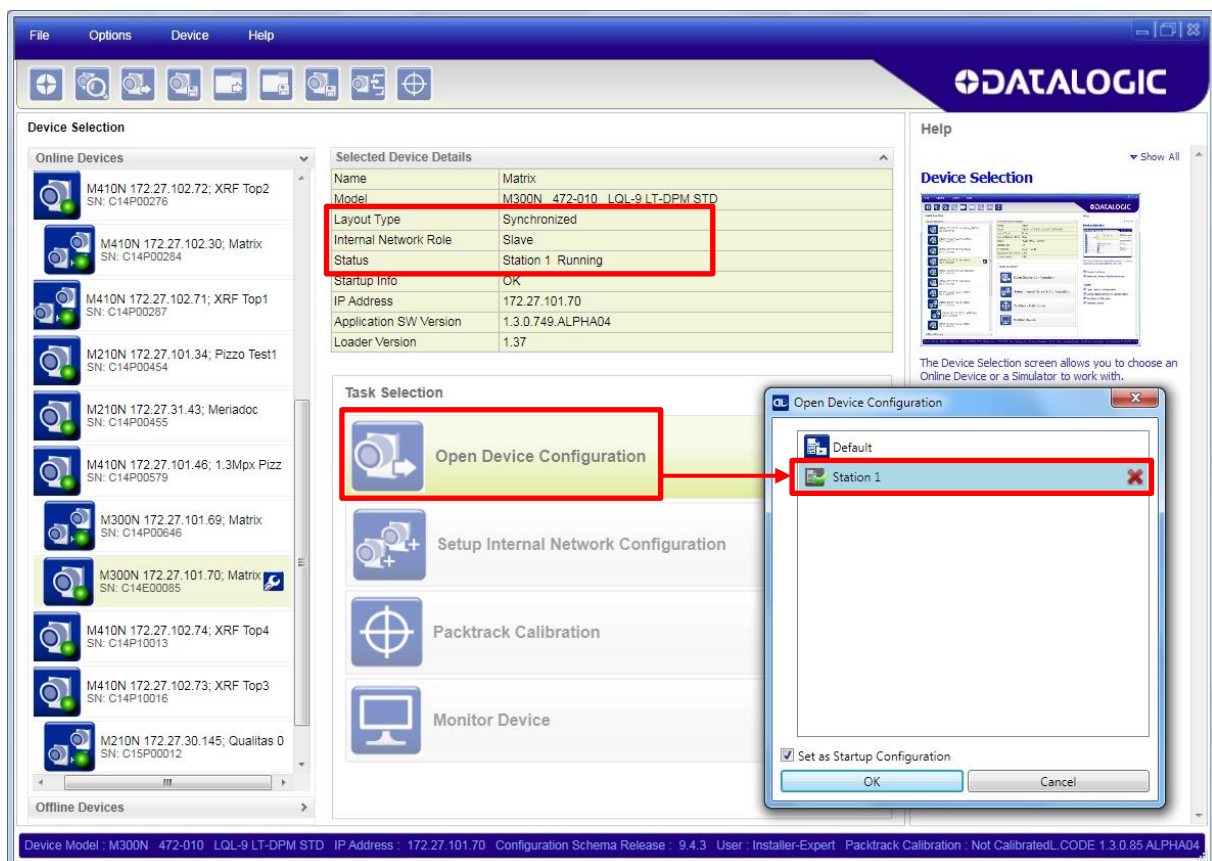 File Options Device Help
DATALOGIC
Device Selection
Online Devices
M410N 172.27.102.72; XRF Top2
SN: C14P00276
M410N 172.27.102.30; Matrix
SN: C14P00284
M410N 172.27.102.71; XRF Top1
SN: C14P00287
M210N 172.27.101.34; Pizzo Test1
SN: C14P00454
M210N 172.27.31.43; Meriadoc
SN: C14P00455
M410N 172.27.101.46; 1.3Mpx Pizz
SN: C14P00579
M300N 172.27.101.69; Matrix
SN: C14P00646
M300N 172.27.101.70; Matrix
SN: C14E00085
M410N 172.27.102.74; XRF Top4
SN: C14P10013
M410N 172.27.102.73; XRF Top3
SN: C14P10016
M210N 172.27.30.145; Qualitas 0
SN: C15P00012
Offline Devices
Selected Device Details
Name Matrix
Model M300N 472-010 LQL-9 LT-DPM STD
Layout Type Synchronized
Internal Network Role Slave
Status Station 1 Running
Startup Info OK
IP Address 172.27.101.70
Application SW Version 1.3.0.749.ALPHA04
Loader Version 1.37
Task Selection
Open Device Configuration
Setup Internal Network Configuration
Packtrack Calibration
Monitor Device
Help
Show All
Device Selection
The Device Selection screen allows you to choose an
Online Device or a Simulator to work with.
Open Device Configuration
Default
Station 1
Set as Startup Configuration
OK Cancel
Device Model : M300N 472-010 LQL-9 LT-DPM STD IP Address : 172.27.101.70 Configuration Schema Release : 9.4.3 User : Installer-Expert Packtrack Calibration : Not CalibratedL.CODE 1.3.0.85 ALPHA04